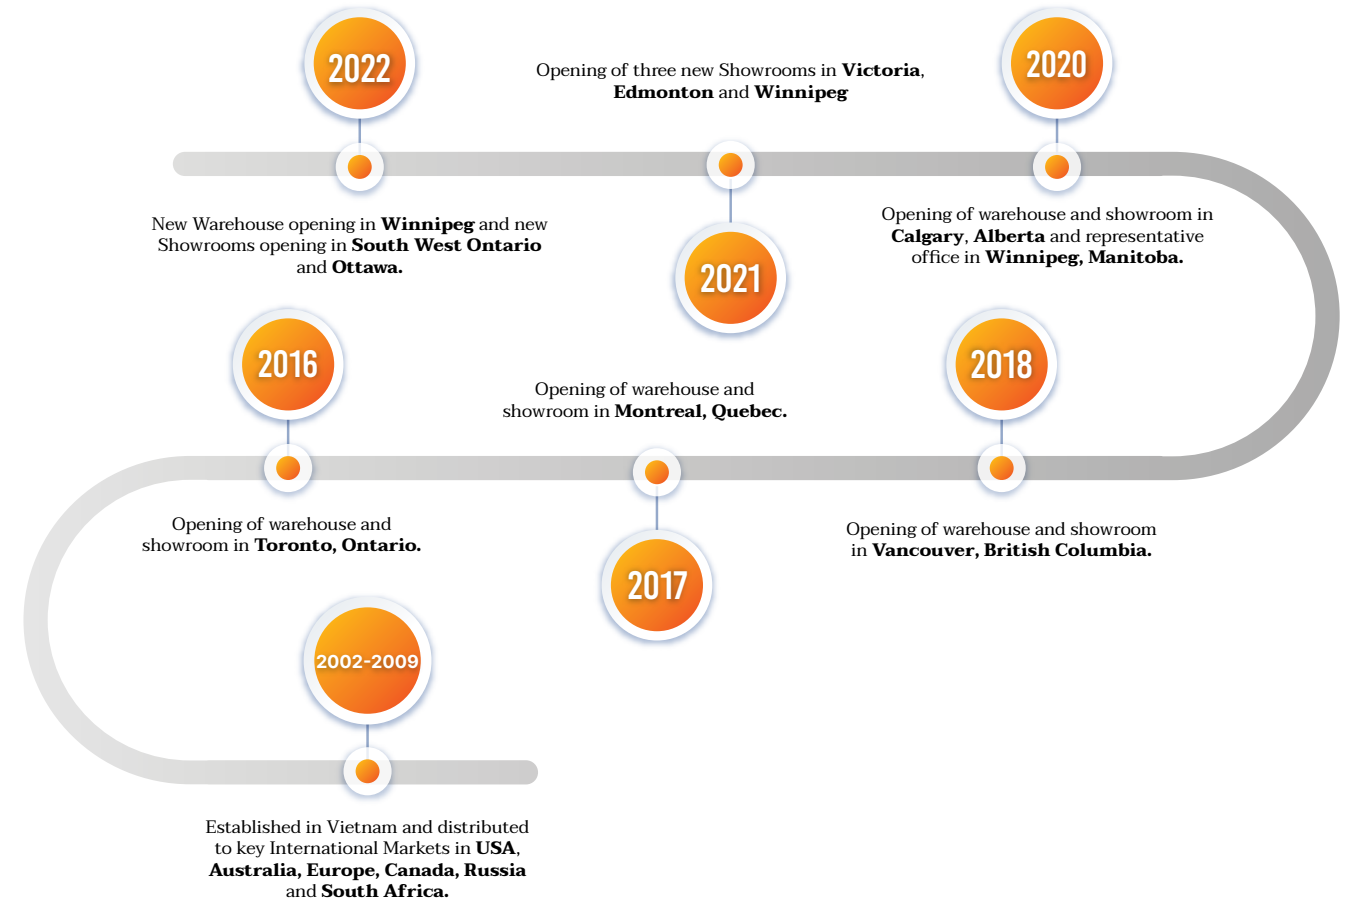 2022
New Warehouse opening in Winnipeg and new
Showrooms opening in South West Ontario
and Ottawa.
Opening of three new Showrooms in Victoria,
Edmonton and Winnipeg
2021
2020
Opening of warehouse and showroom in
Calgary, Alberta and representative
office in Winnipeg, Manitoba.
2016
Opening of warehouse and
showroom in Toronto, Ontario.
Opening of warehouse and
showroom in Montreal, Quebec.
2017
2018
Opening of warehouse and showroom
in Vancouver, British Columbia.
2002-2009
Established in Vietnam and distributed
to key International Markets in USA,
Australia, Europe, Canada, Russia
and South Africa.